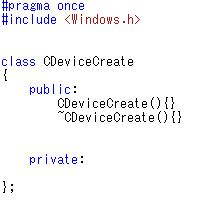 #pragma once
#include <Windows.h>
class CDeviceCreate
{
public:
CDeviceCreate(){}
~CDeviceCreate(){}
private:
};